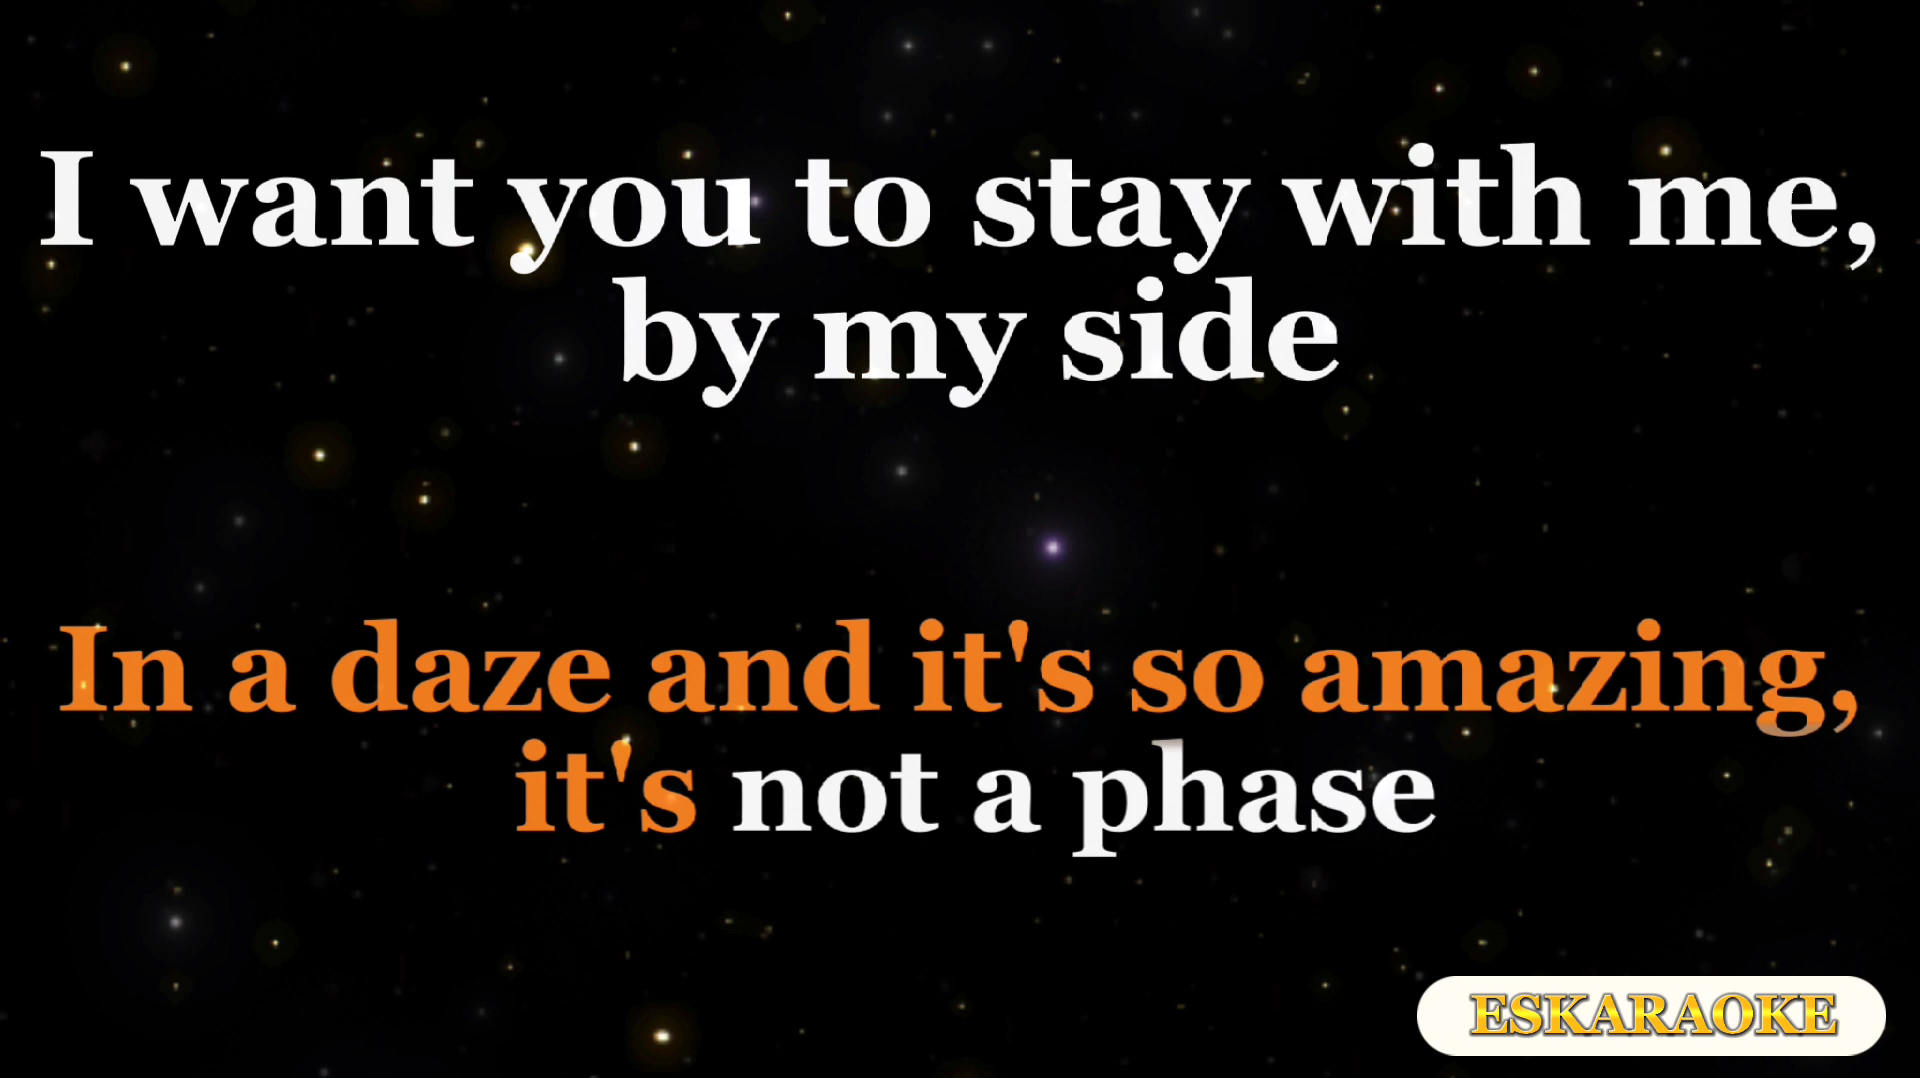 I want you to stay with me,
by my side
In a daze and it's so amazing,
it's not a phase
ESKARAOKE